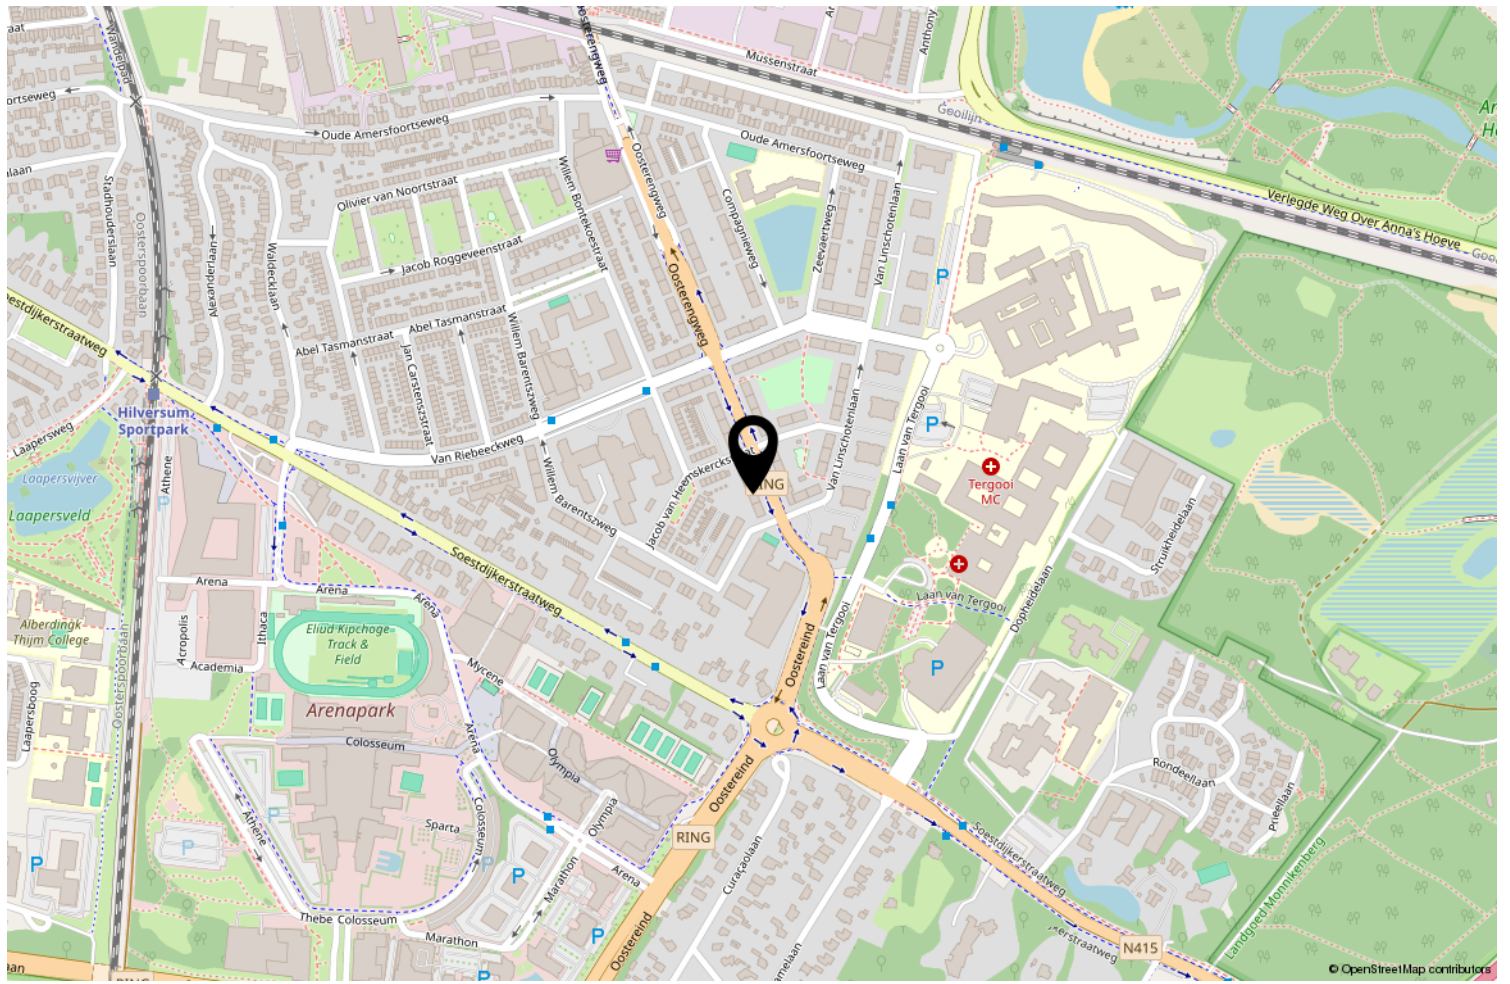 Oosterengweg
Mussenstraat
Anthony
Wandelpad
Geoilijn
Oude Amersfoortseweg
Oude Amersfoortseweg
Verlegde Weg Over Anna's Hoeve
Stadhouderslaan
Oosterspoorbaan
Alexanderlaan
Waldecklaan
Olivier van Noortstraat
Willem Bontekoestraat
Jacob Roggeveenstraat
Oosterengweg
Compagnieweg
Zeevaertweg
Van Linschotenlaan
P
Oosterengweg
Abel Tasmanstraat
Abel Tasmanstraat
Jan Carstenszstraat
Willem Barentszweg
Soestdijkerstraatweg
Hilversum
Sportpark
Laapersweg
Athene
Laapersvijver
Laapersveld
P
Van Riebeeckweg
Willem Barentszweg
Jacob van Heemskerckstraat
RING
Van Linschotenlaan
Laan van Tergooi
P
Tergooi
MC
Struikheidelaan
Dopheidelaan
Laan van Tergooi
Laan van Tergooi
Soestdijkerstraatweg
Arena
Arena
Arena
Ithaca
Acropolis
Academia
Alberdingk
Thijm College
Oosterspoorbaan
Laapersboog
Eliud Kipchoge
Track &
Field
Arenapark
Mycene
Arena
Colosseum
Olympia
Olympia
Oostereind
P
Oostereind
RING
Rondeellaan
Prieellaan
Athene
P
P
P
Sparta
Colosseum
P
P
Marathon
Arena
Curaçaolaan
Soestdijkerstraatweg
Landgoed Monnikenberg
Thebe
Colosseum
Marathon
P
P
Oostereind
N415
RING
© OpenStreetMap contributors